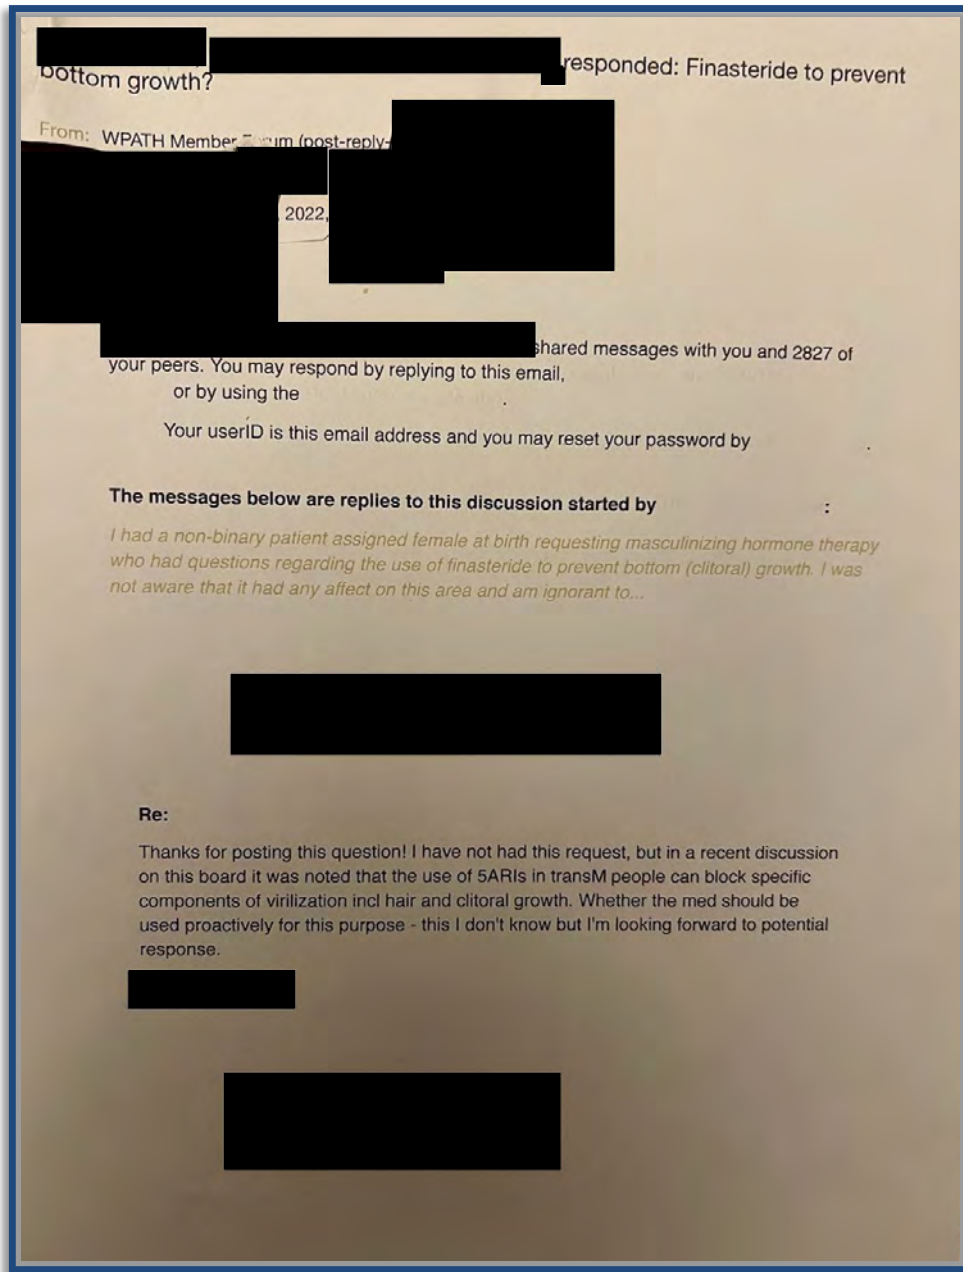 responded: Finasteride to prevent
bottom growth?
From: WPATH Member (post-reply-
2022,
shared messages with you and 2827 of
your peers. You may respond by replying to this email,
or by using the .
Your userID is this email address and you may reset your password by .
The messages below are replies to this discussion started by :
I had a non-binary patient assigned female at birth requesting masculinizing hormone therapy
who had questions regarding the use of finasteride to prevent bottom (clitoral) growth. I was
not aware that it had any affect on this area and am ignorant to...
Re:
Thanks for posting this question! I have not had this request, but in a recent discussion
on this board it was noted that the use of 5ARIs in transM people can block specific
components of virilization incl hair and clitoral growth. Whether the med should be
used proactively for this purpose - this I don't know but I'm looking forward to potential
response.